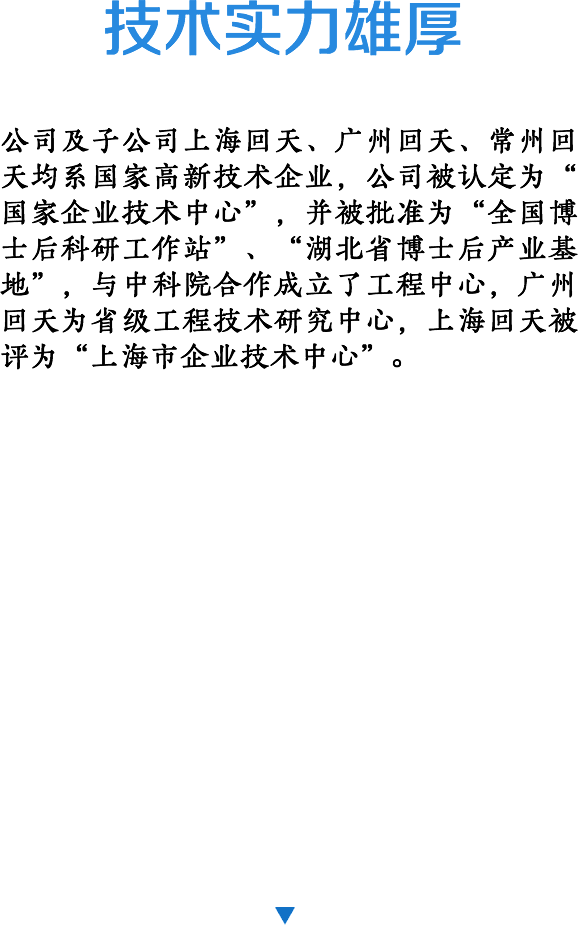 技术实力雄厚
公司及子公司上海回天、广州回天、常州回
天均系国家高新技术企业，公司被认定为“
国家企业技术中心”，并被批准为“全国博
士后科研工作站”、“湖北省博士后产业基
地”，与中科院合作成立了工程中心，广州
回天为省级工程技术研究中心，上海回天被
评为“上海市企业技术中心”。